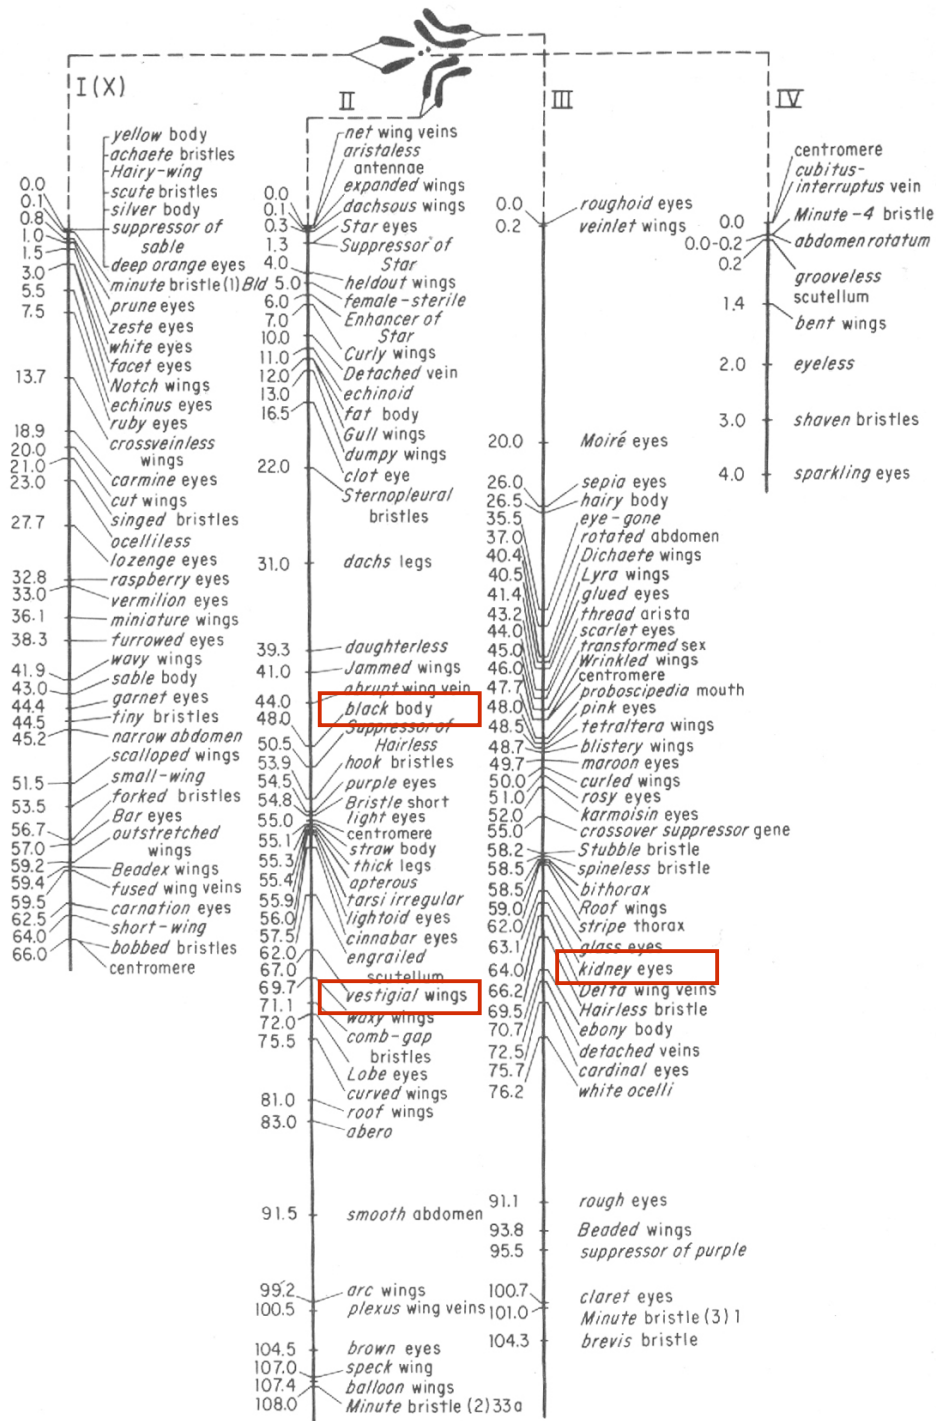 I(X)
yellow body
achaete bristles
Hairy-wing
scute bristles
silver body
suppressor of
sable
deep orange eyes
minute bristle(1)Bld
prune eyes
zeste eyes
white eyes
facet eyes
Notch wings
echinus eyes
ruby eyes
crossveinless
wings
carmine eyes
cut wings
singed bristles
ocelliless
lozenge eyes
raspberry eyes
vermilion eyes
miniature wings
furrowed eyes
wavy wings
sable body
garnet eyes
tiny bristles
narrow abdomen
scalloped wings
small-wing
forked bristles
Bar eyes
outstretched
wings
Beadex wings
fused wing veins
carnation eyes
short-wing
bobbed bristles
centromere
0.0
0.1
0.8
1.0
1.5
3.0
5.5
7.5
13.7
18.9
20.0
21.0
23.0
27.7
32.8
33.0
36.1
38.3
41.9
43.0
44.4
44.5
45.2
51.5
53.5
56.7
57.0
59.2
59.4
59.5
62.5
64.0
66.0
II
net wing veins
aristaless
antennae
expanded wings
dachsous wings
Star eyes
Suppressor of
Star
heldout wings
female-sterile
Enhancer of
Star
Curly wings
Detached vein
echinoid
fat body
Gull wings
dumpy wings
clot eye
Sternopleural
bristles
dachs legs
daughterless
Jammed wings
abrupt wing vein
black body
Suppressor of
Hairless
hook bristles
purple eyes
Bristle short
light eyes
centromere
straw body
thick legs
apterous
tarsi irregular
lightoid eyes
cinnabar eyes
engrailed
scutellum
vestigial wings
waxy wings
comb-gap
bristles
Lobe eyes
curved wings
roof wings
abero
smooth abdomen
arc wings
plexus wing veins
brown eyes
speck wing
balloon wings
Minute bristle (2)33a
0.0
0.1
0.3
1.3
4.0
5.0
6.0
7.0
10.0
11.0
12.0
13.0
16.5
22.0
31.0
39.3
41.0
44.0
48.0
50.5
53.9
54.5
54.8
55.0
55.1
55.3
55.4
55.9
56.0
57.5
62.0
67.0
69.7
71.1
72.0
75.5
81.0
83.0
91.5
99.2
100.5
104.5
107.0
107.4
108.0
III
roughoid eyes
veinlet wings
Moiré eyes
sepia eyes
hairy body
eye-gone
rotated abdomen
Dichaete wings
Lyra wings
glued eyes
thread arista
scarlet eyes
transformed sex
Wrinkled wings
centromere
proboscipedia mouth
pink eyes
tetraltera wings
blistery wings
maroon eyes
curled wings
rosy eyes
karmoisin eyes
crossover suppressor gene
Stubble bristle
spineless bristle
bithorax
Roof wings
stripe thorax
glass eyes
kidney eyes
Delta wing veins
Hairless bristle
ebony body
detached veins
cardinal eyes
white ocelli
rough eyes
Beaded wings
suppressor of purple
claret eyes
Minute bristle (3) 1
brevis bristle
0.0
0.2
20.0
26.0
26.5
35.5
37.0
40.4
40.5
41.4
43.2
44.0
45.0
46.0
47.7
48.0
48.5
48.7
49.7
50.0
51.0
52.0
55.0
58.2
58.5
58.5
59.0
62.0
63.1
64.0
66.2
69.5
70.7
72.5
75.7
76.2
91.1
93.8
95.5
100.7
101.0
104.3
IV
centromere
cubitus-
interruptus vein
Minute-4 bristle
abdomen rotatum
grooveless
scutellum
bent wings
eyeless
shaven bristles
sparkling eyes
0.0
0.0-0.2
0.2
1.4
2.0
3.0
4.0